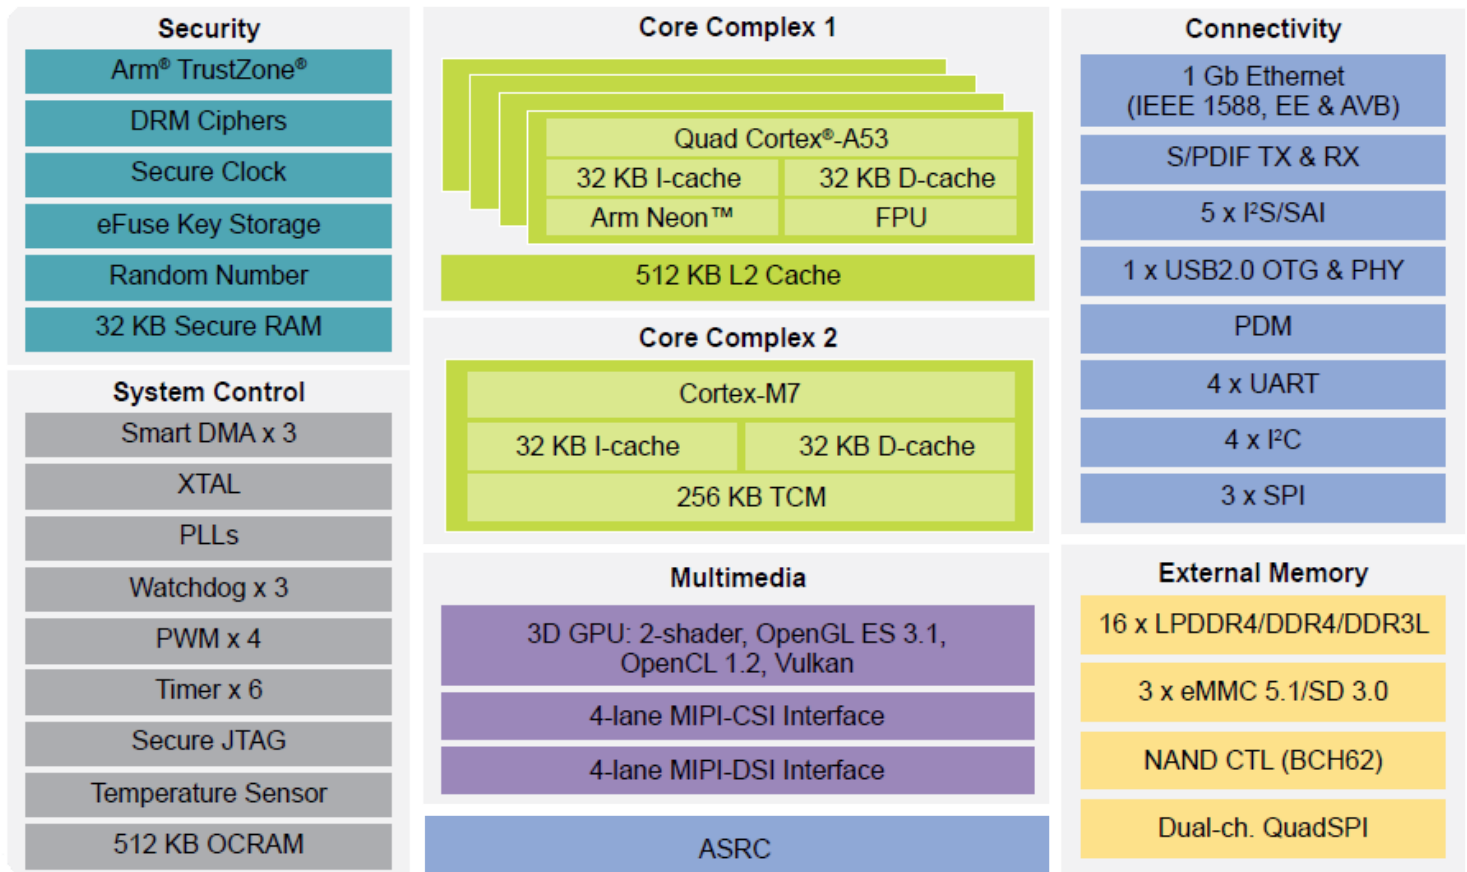 Security
Arm® TrustZone®
DRM Ciphers
Secure Clock
eFuse Key Storage
Random Number
32 KB Secure RAM
System Control
Smart DMA x 3
XTAL
PLLs
Watchdog x 3
PWM x 4
Timer x 6
Secure JTAG
Temperature Sensor
512 KB OCRAM
Core Complex 1
Quad Cortex®-A53
32 KB I-cache 32 KB D-cache
Arm Neon™ FPU
512 KB L2 Cache
Core Complex 2
Cortex-M7
32 KB I-cache 32 KB D-cache
256 KB TCM
Multimedia
3D GPU: 2-shader, OpenGL ES 3.1,
OpenCL 1.2, Vulkan
4-lane MIPI-CSI Interface
4-lane MIPI-DSI Interface
ASRC
Connectivity
1 Gb Ethernet
(IEEE 1588, EE & AVB)
S/PDIF TX & RX
5 x I²S/SAI
1 x USB2.0 OTG & PHY
PDM
4 x UART
4 x I²C
3 x SPI
External Memory
16 x LPDDR4/DDR4/DDR3L
3 x eMMC 5.1/SD 3.0
NAND CTL (BCH62)
Dual-ch. QuadSPI